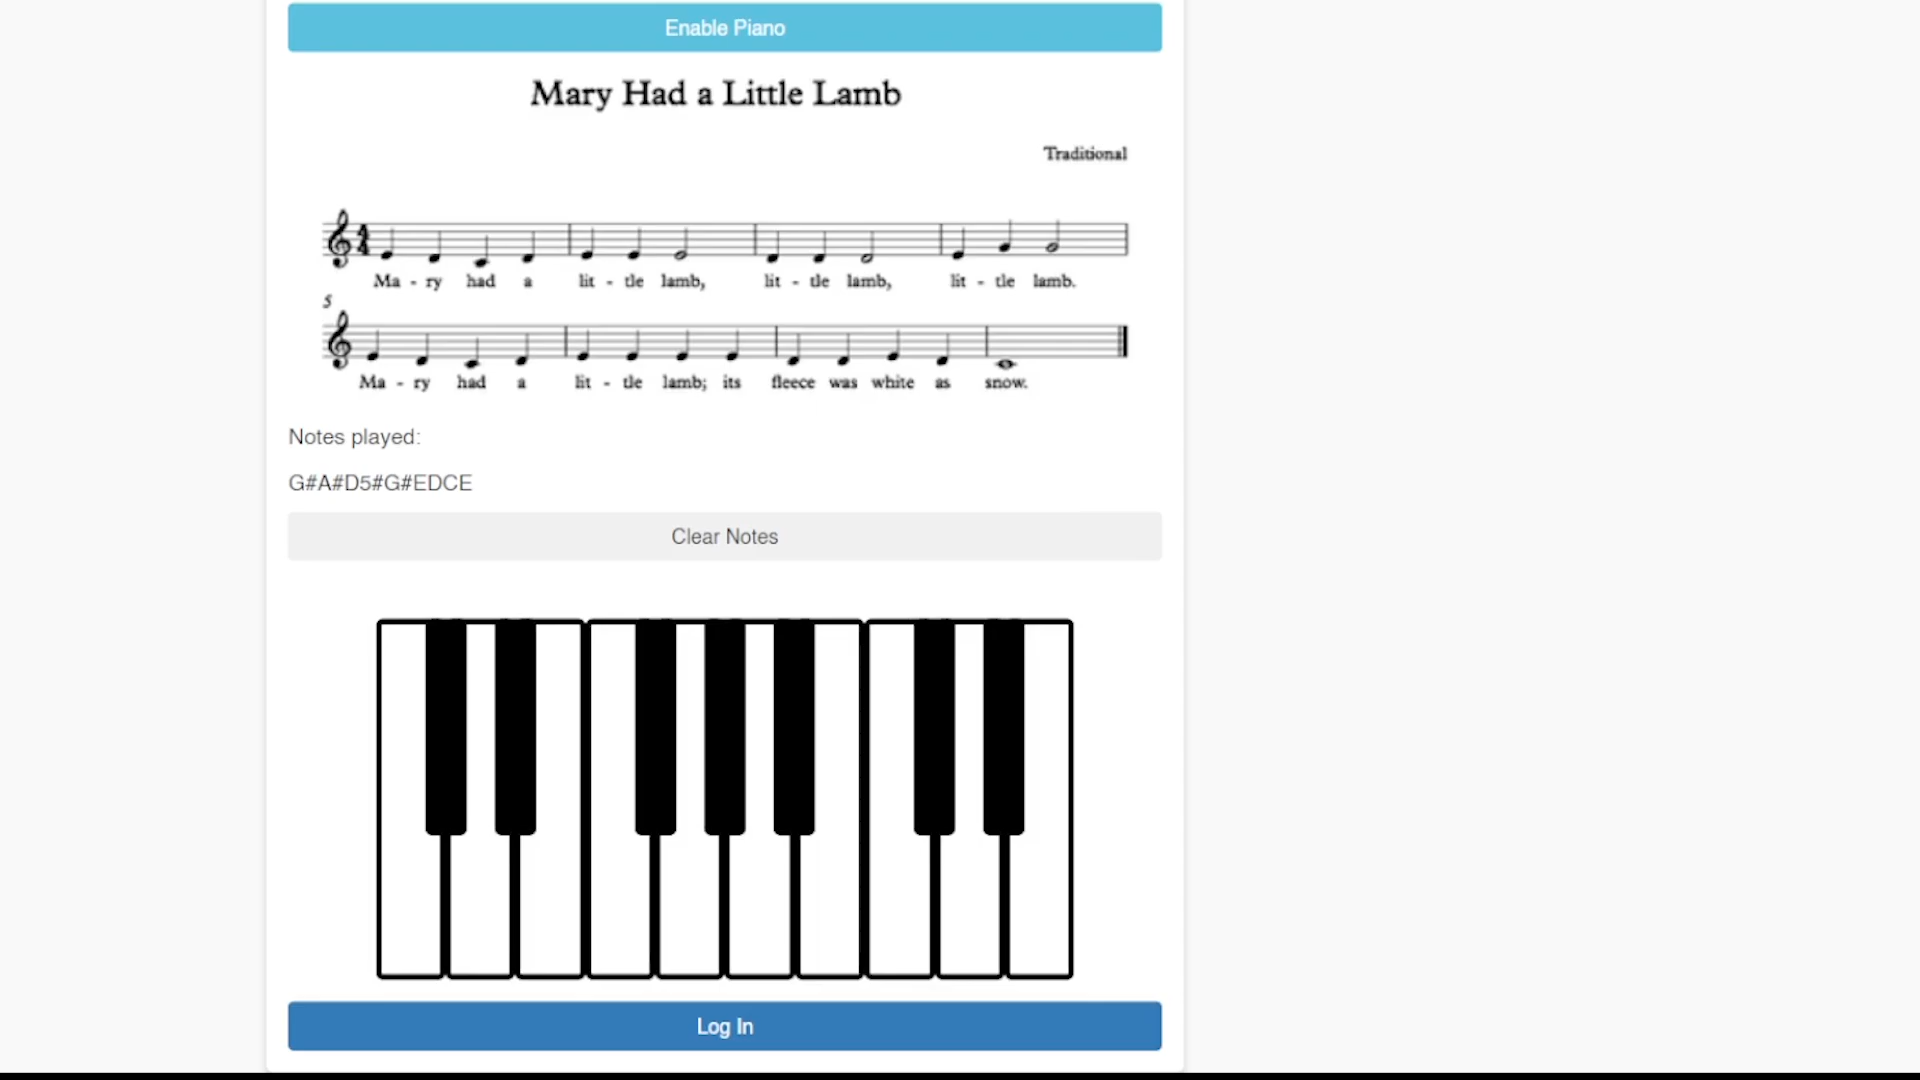 Enable Piano
Mary Had a Little Lamb
Traditional
4
4
Ma - ry had a lit - tle lamb, lit - tle lamb, lit - tle lamb.
5
Ma - ry had a lit - tle lamb; its fleece was white as snow.
Notes played:
G#A#D5#G#EDCE
Clear Notes
Log In